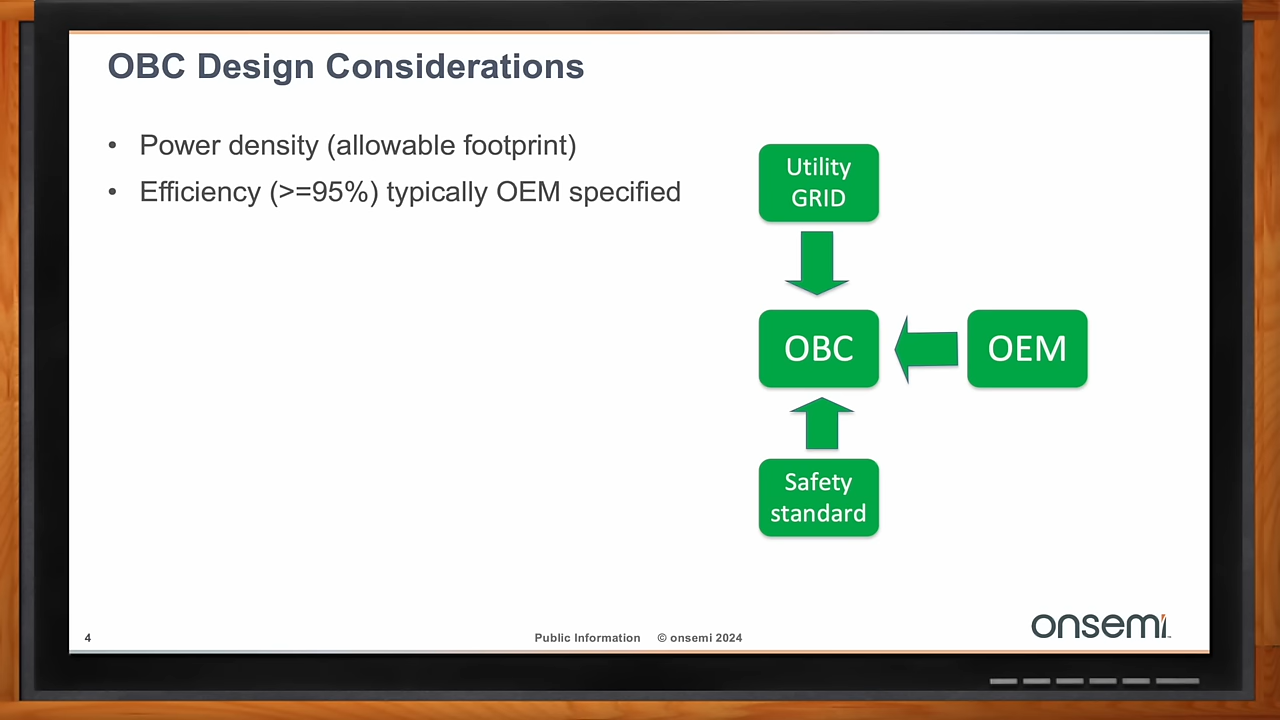 OBC Design Considerations
• Power density (allowable footprint)
• Efficiency (>=95%) typically OEM specified
Utility
GRID
OBC
OEM
Safety
standard
4
Public Information © onsemi 2024
onsemi